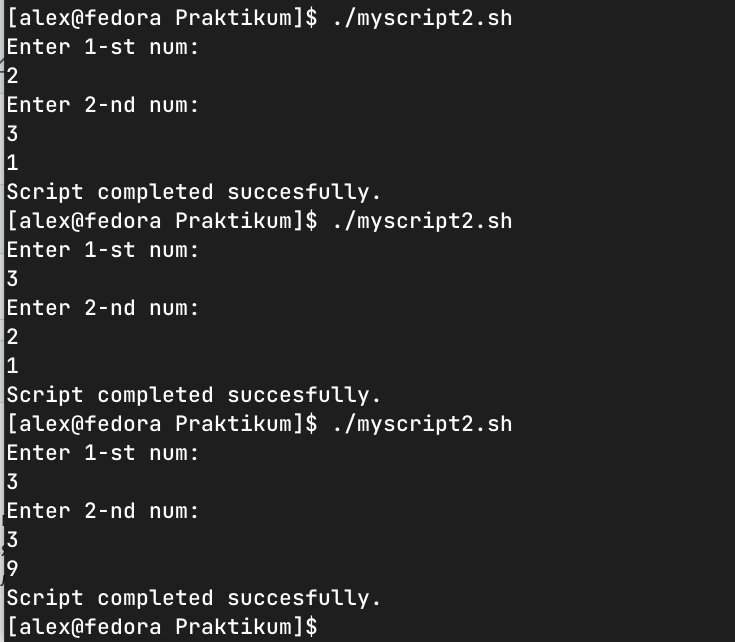 [alex@fedora Praktikum]$ ./myscript2.sh
Enter 1-st num:
2
Enter 2-nd num:
3
1
Script completed succesfully.
[alex@fedora Praktikum]$ ./myscript2.sh
Enter 1-st num:
3
Enter 2-nd num:
2
1
Script completed succesfully.
[alex@fedora Praktikum]$ ./myscript2.sh
Enter 1-st num:
3
Enter 2-nd num:
3
9
Script completed succesfully.
[alex@fedora Praktikum]$